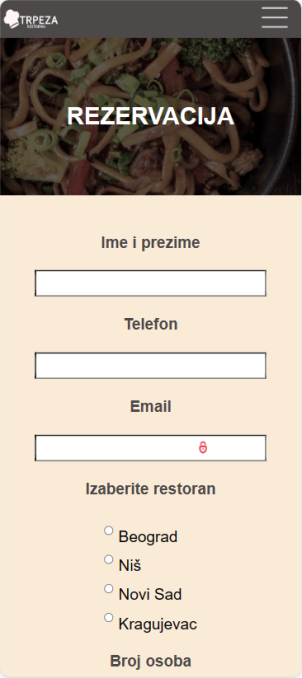 TRPEZA
REZERVACIJA
Ime i prezime
Telefon
Email
Izaberite restoran
Beograd
Niš
Novi Sad
Kragujevac
Broj osoba